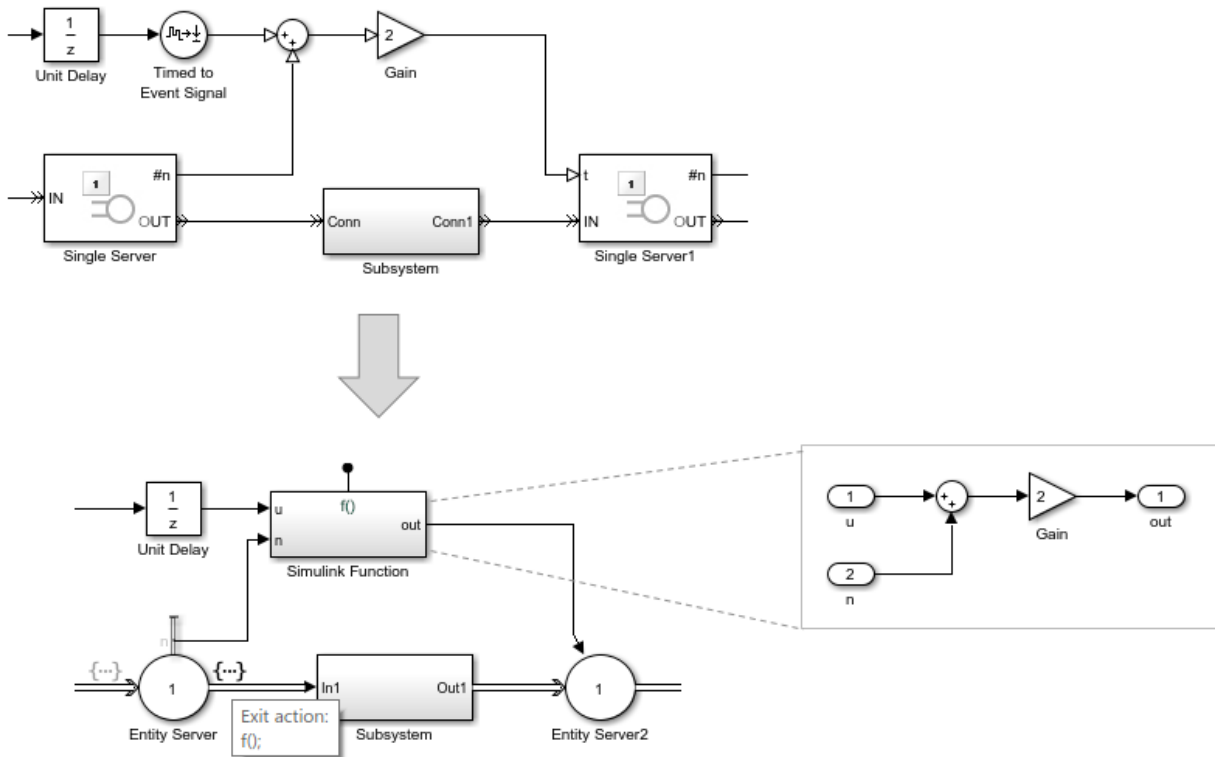 1
z
Unit Delay
Timed to
Event Signal
+
+
2
Gain
IN
1
#n
OUT
Single Server
Conn
Conn1
Subsystem
t
IN
1
#n
OUT
Single Server1
1
z
Unit Delay
u
n
f()
out
Simulink Function
1
u
2
n
+
+
2
Gain
1
out
n
{...}
1
Entity Server
{...}
Exit action:
f();
In1
Out1
Subsystem
1
Entity Server2